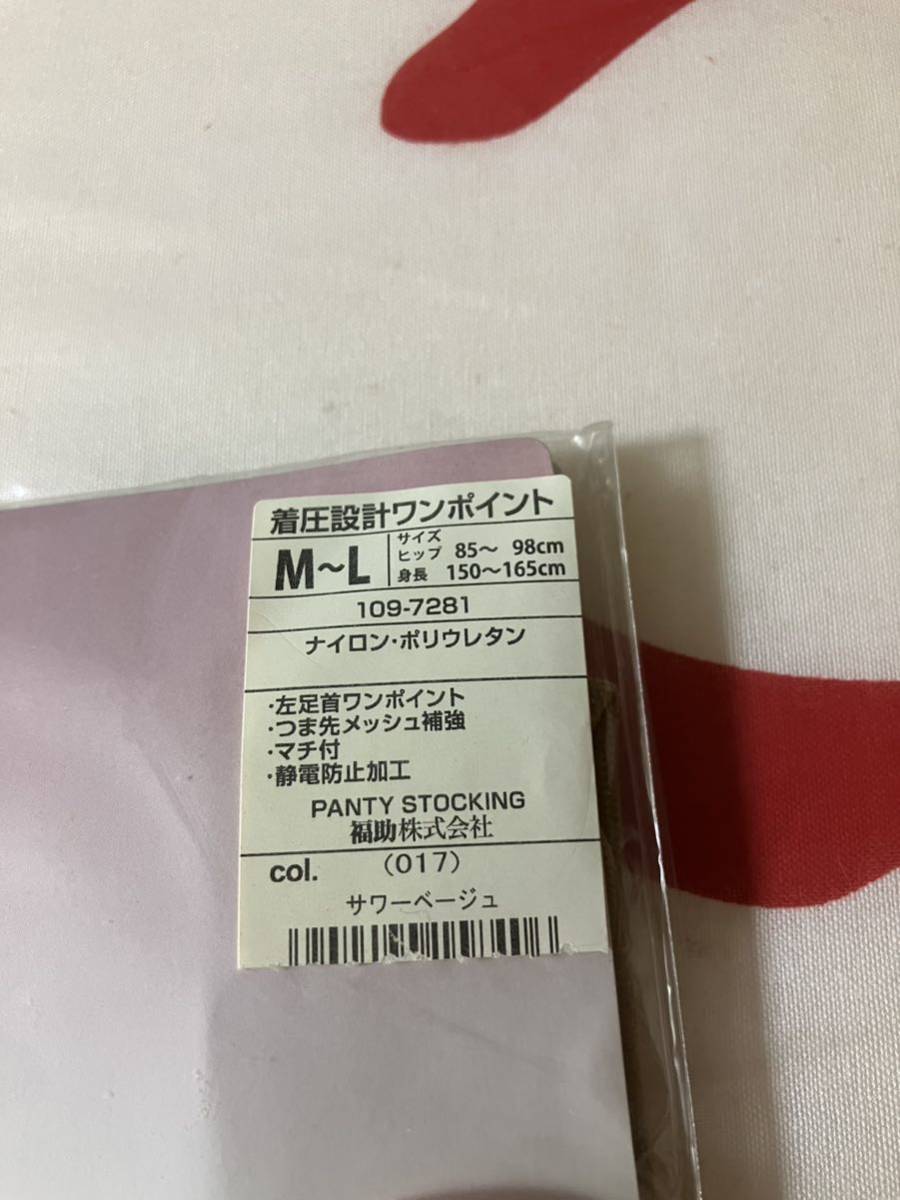 着圧設計ワンポイント
M〜L サイズ
ヒップ 85〜 98cm
身長 150〜165cm
109-7281
ナイロン・ポリウレタン
・左足首ワンポイント
・つま先メッシュ補強
・マチ付
・静電防止加工
PANTY STOCKING
福助株式会社
col. (017)
サワーベージュ